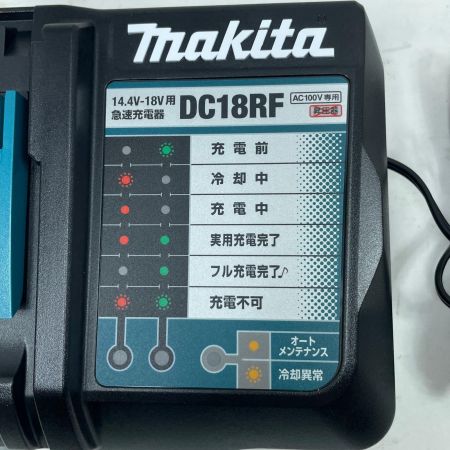 makita
14.4V-18V用
急速充電器
DC18RF
AC100V専用
昇圧器
充電前
冷却中
充電中
実用充電完了
フル充電完了♪
充電不可
オート
メンテナンス
冷却異常